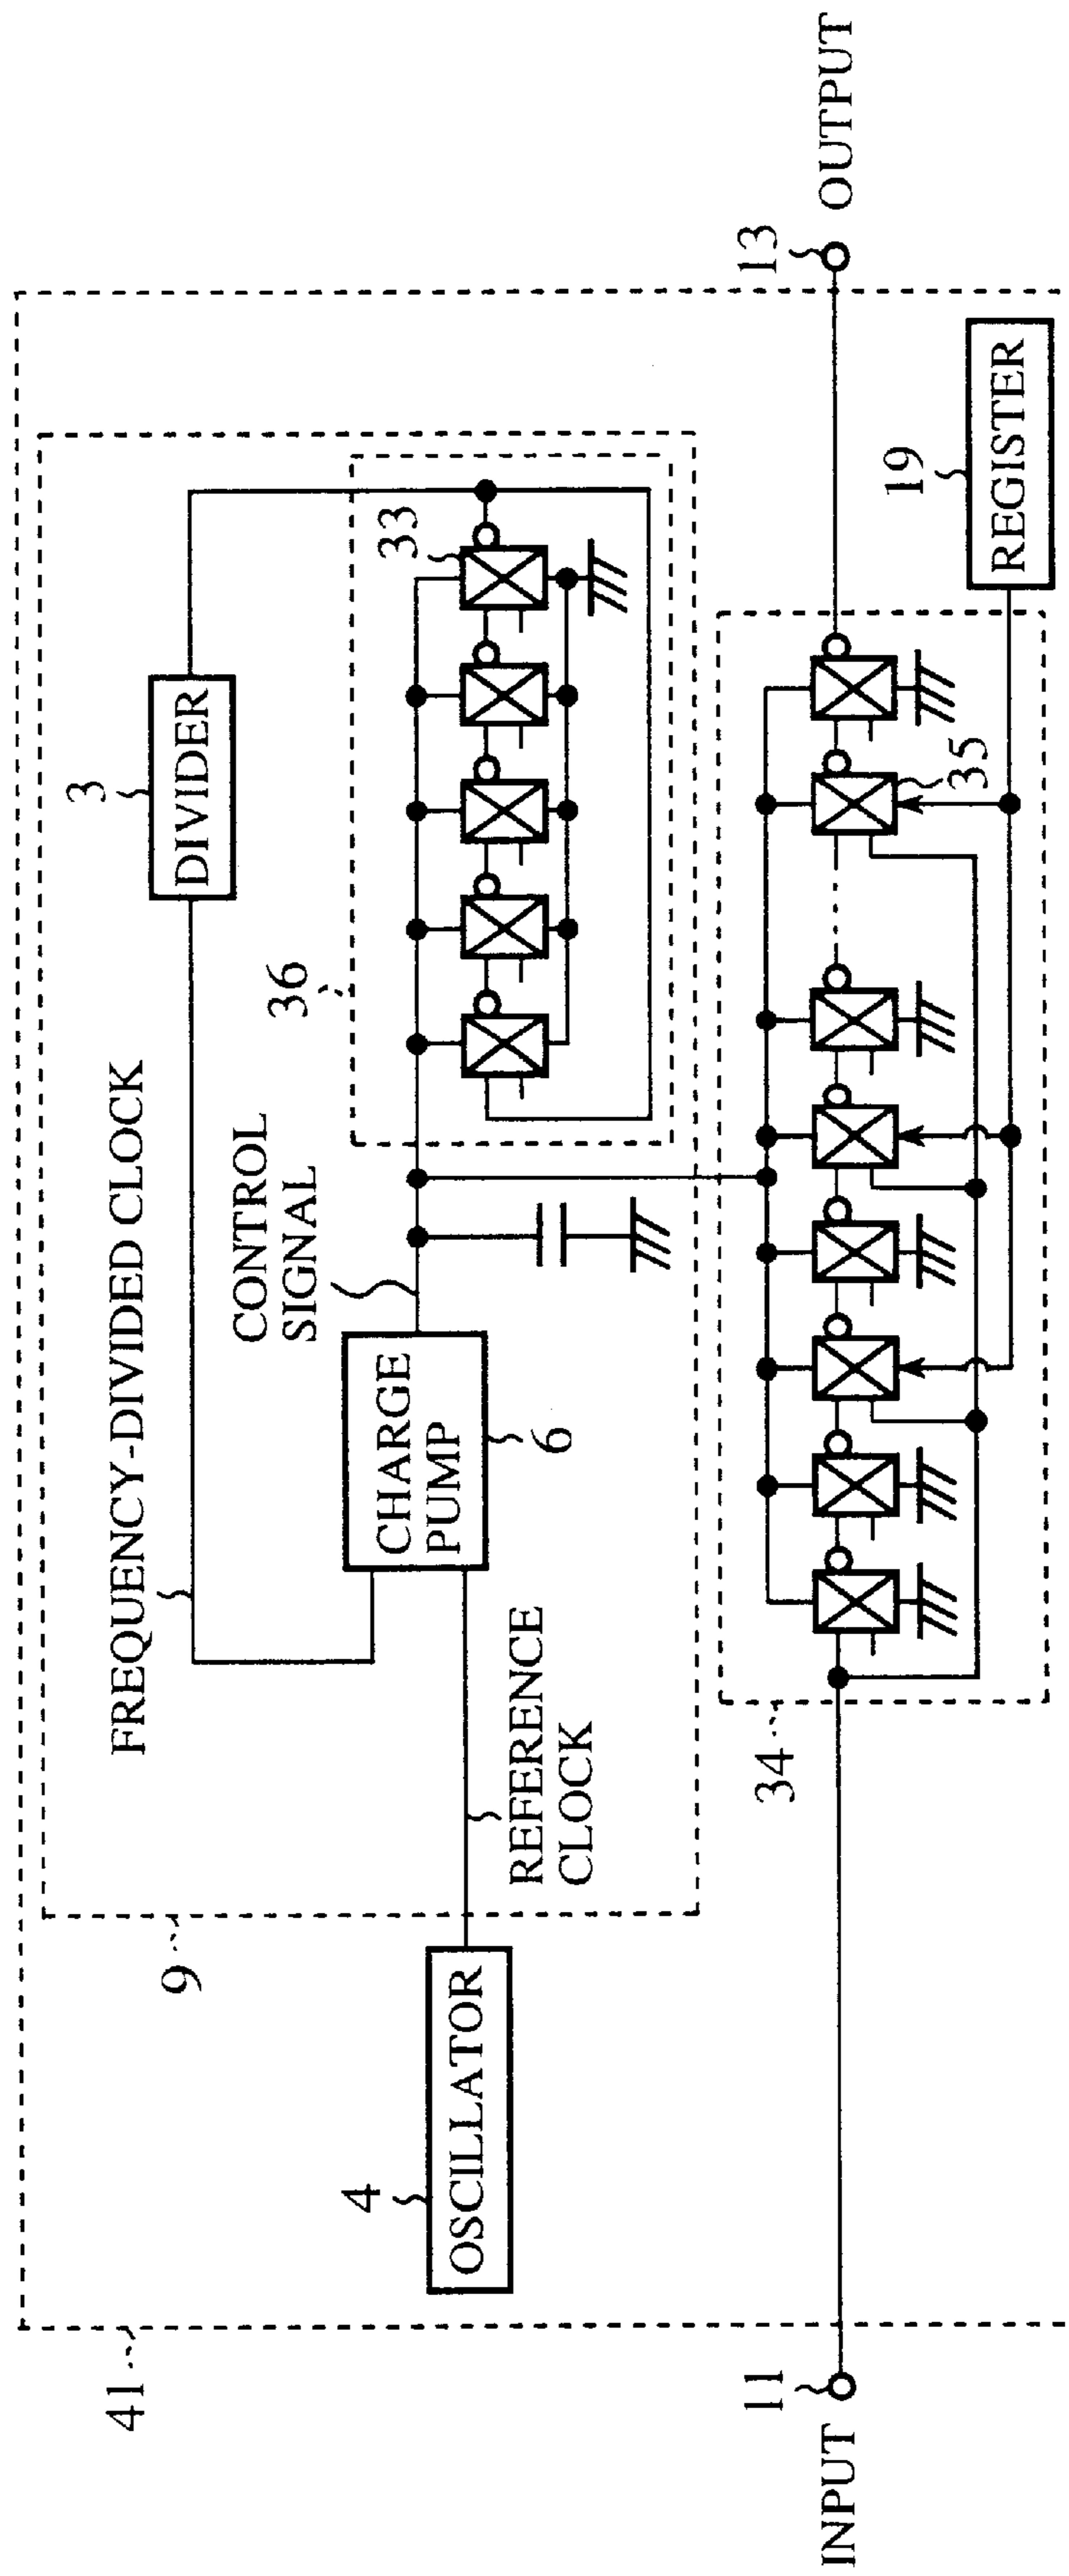 41
9
3
DIVIDER
FREQUENCY-DIVIDED CLOCK
CONTROL
SIGNAL
36
33
4
OSCILLATOR
REFERENCE
CLOCK
CHARGE
PUMP
6
11
INPUT
34
35
19
REGISTER
13
OUTPUT